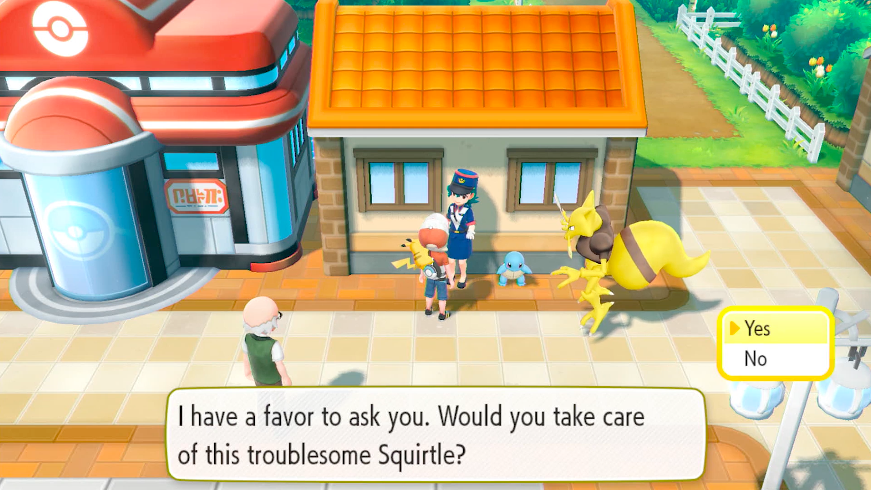 Yes
No
I have a favor to ask you. Would you take care
of this troublesome Squirtle?